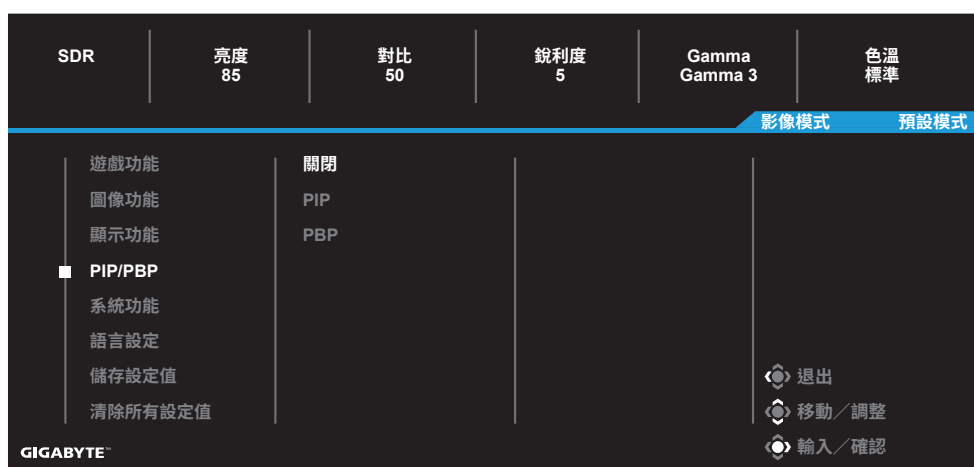 SDR 亮度 對比 銳利度 Gamma 色溫
85 50 5 Gamma 3 標準
影像模式 預設模式
遊戲功能 關閉
圖像功能 PIP
顯示功能 PBP
PIP/PBP
系統功能
語言設定
儲存設定值 退出
清除所有設定值 移動／調整
GIGABYTE™ 輸入／確認